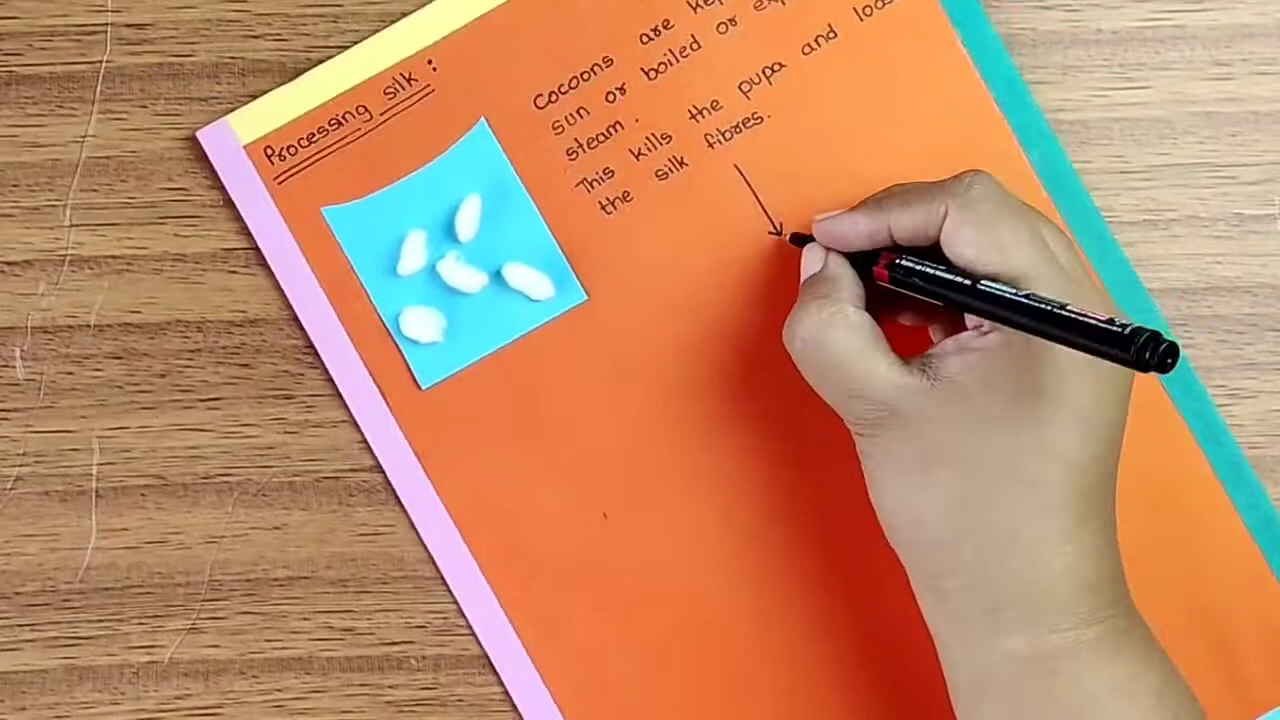 Processing silk :
Cocoons are
sun or boiled or
steam.
This kills the pupa and
the silk fibres.